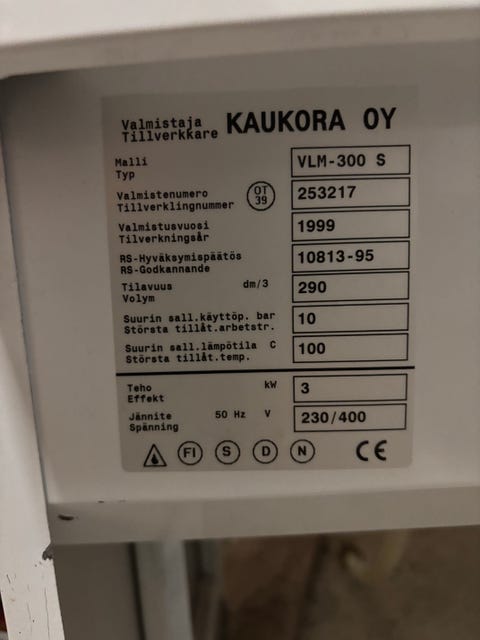 Valmistaja
Tillverkkare KAUKORA OY
Malli
Typ VLM-300 S
Valmistenumero
Tillverklingnummer OT 39 253217
Valmistusvuosi
Tilverkningsår 1999
RS-Hyväksymispäätös
RS-Godkannande 10813-95
Tilavuus dm/3
Volym 290
Suurin sall.käyttöp. bar
Största tillåt.arbetstr. 10
Suurin sall.lämpötila C
Största tillåt.temp. 100
Teho kW
Effekt 3
Jännite 50 Hz V
Spänning 230/400
FI S D N CE